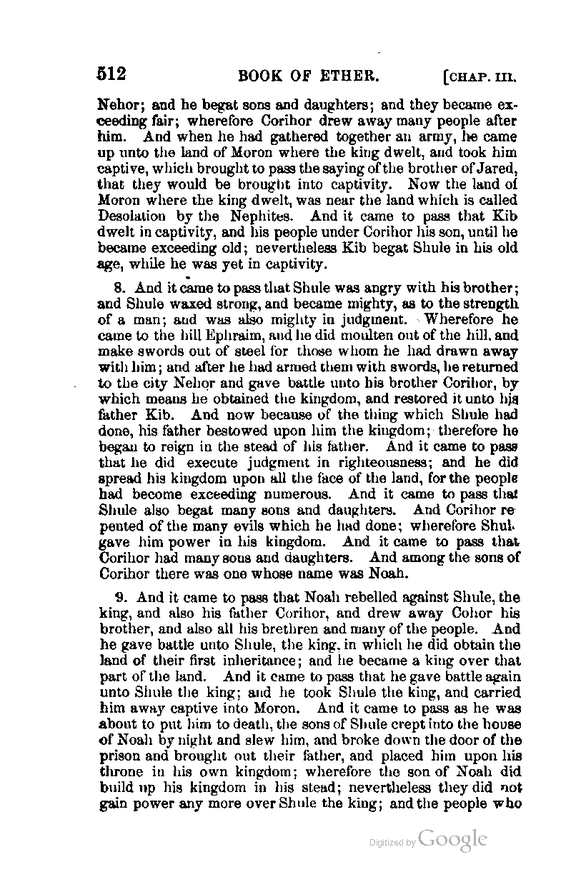 512 BOOK OF ETHER. [CHAP. III.
Nehor; and he begat sons and daughters; and they became ex-
ceeding fair; wherefore Corihor drew away many people after
him. And when he had gathered together an army, he came
up unto the land of Moron where the king dwelt, and took him
captive, which brought to pass the saying of the brother of Jared,
that they would be brought into captivity. Now the land of
Moron where the king dwelt, was near the land which is called
Desolation by the Nephites. And it came to pass that Kib
dwelt in captivity, and his people under Corihor his son, until he
became exceeding old; nevertheless Kib begat Shule in his old
age, while he was yet in captivity.
8. And it came to pass that Shule was angry with his brother;
and Shule waxed strong, and became mighty, as to the strength
of a man; and was also mighty in judgment. Wherefore he
came to the hill Ephraim, and he did moulten out of the hill, and
make swords out of steel for those whom he had drawn away
with him; and after he had armed them with swords, he returned
to the city Nehor and gave battle unto his brother Corihor, by
which means he obtained the kingdom, and restored it unto his
father Kib. And now because of the thing which Shule had
done, his father bestowed upon him the kingdom; therefore he
began to reign in the stead of his father. And it came to pass
that he did execute judgment in righteousness; and he did
spread his kingdom upon all the face of the land, for the people
had become exceeding numerous. And it came to pass that
Shule also begat many sons and daughters. And Corihor re
pented of the many evils which he had done; wherefore Shul
gave him power in his kingdom. And it came to pass that
Corihor had many sons and daughters. And among the sons of
Corihor there was one whose name was Noah.
9. And it came to pass that Noah rebelled against Shule, the
king, and also his father Corihor, and drew away Cohor his
brother, and also all his brethren and many of the people. And
he gave battle unto Shule, the king, in which he did obtain the
land of their first inheritance; and he became a king over that
part of the land. And it came to pass that he gave battle again
unto Shule the king; and he took Shule the king, and carried
him away captive into Moron. And it came to pass as he was
about to put him to death, the sons of Shule crept into the house
of Noah by night and slew him, and broke down the door of the
prison and brought out their father, and placed him upon his
throne in his own kingdom; wherefore the son of Noah did
build up his kingdom in his stead; nevertheless they did not
gain power any more over Shule the king; and the people who
Digitized by Google